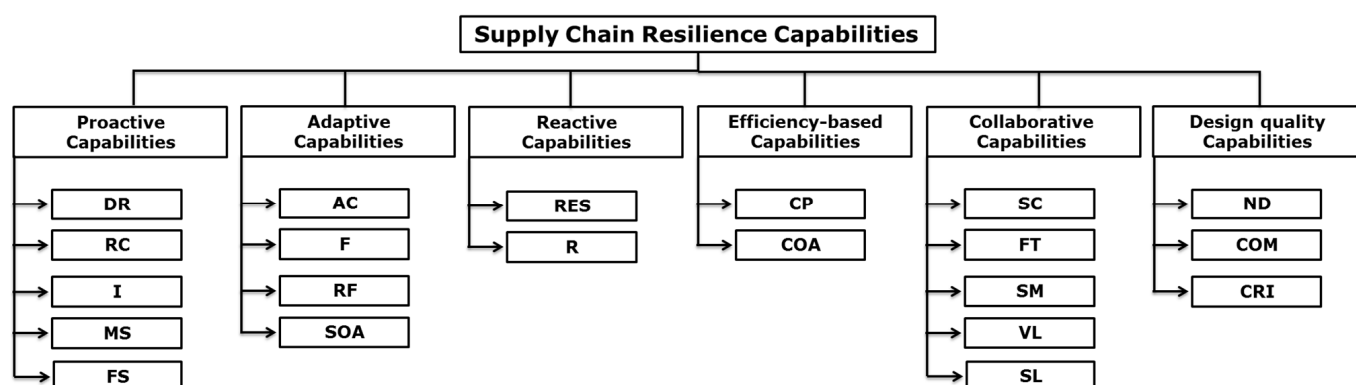 Supply Chain Resilience Capabilities
Proactive
Capabilities
DR
RC
I
MS
FS
Adaptive
Capabilities
AC
F
RF
SOA
Reactive
Capabilities
RES
R
Efficiency-based
Capabilities
CP
COA
Collaborative
Capabilities
SC
FT
SM
VL
SL
Design quality
Capabilities
ND
COM
CRI